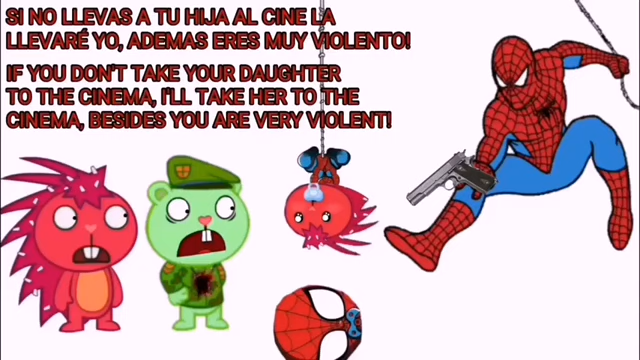 SI NO LLEVAS A TU HIJA AL CINE LA
LLEVARÉ YO, ADEMAS ERES MUY VIOLENTO!
IF YOU DON'T TAKE YOUR DAUGHTER
TO THE CINEMA, I'LL TAKE HER TO THE
CINEMA, BESIDES YOU ARE VERY VIOLENT!